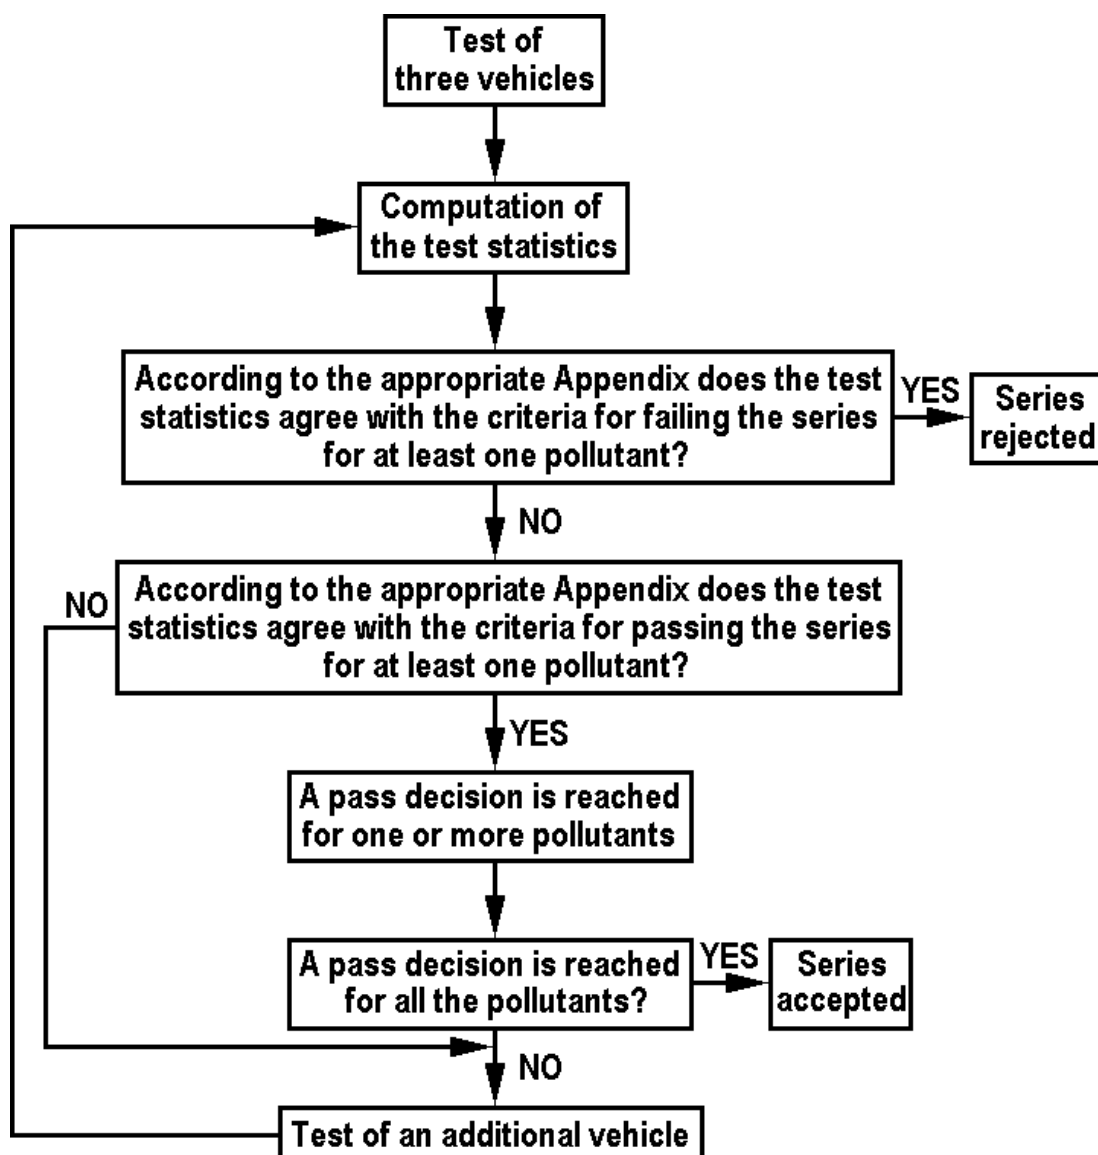 Test of
three vehicles
Computation of
the test statistics
According to the appropriate Appendix does the test
statistics agree with the criteria for failing the series
for at least one pollutant?
YES
Series
rejected
NO
According to the appropriate Appendix does the test
statistics agree with the criteria for passing the series
for at least one pollutant?
NO
YES
A pass decision is reached
for one or more pollutants
A pass decision is reached
for all the pollutants?
YES
Series
accepted
NO
Test of an additional vehicle